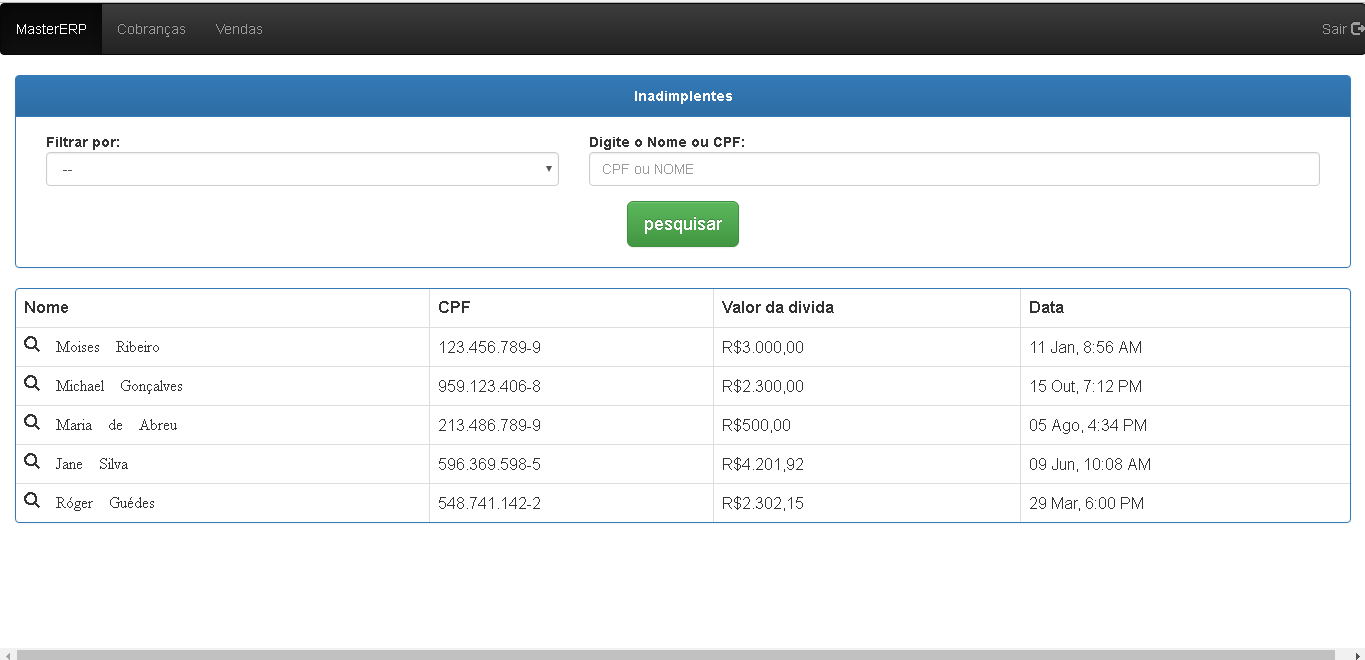 MasterERP Cobranças Vendas Sair
Inadimplentes
Filtrar por: Digite o Nome ou CPF:
-- CPF ou NOME
pesquisar
Nome CPF Valor da divida Data
Moises Ribeiro 123.456.789-9 R$3.000,00 11 Jan, 8:56 AM
Michael Gonçalves 959.123.406-8 R$2.300,00 15 Out, 7:12 PM
Maria de Abreu 213.486.789-9 R$500,00 05 Ago, 4:34 PM
Jane Silva 596.369.598-5 R$4.201,92 09 Jun, 10:08 AM
Róger Guédes 548.741.142-2 R$2.302,15 29 Mar, 6:00 PM